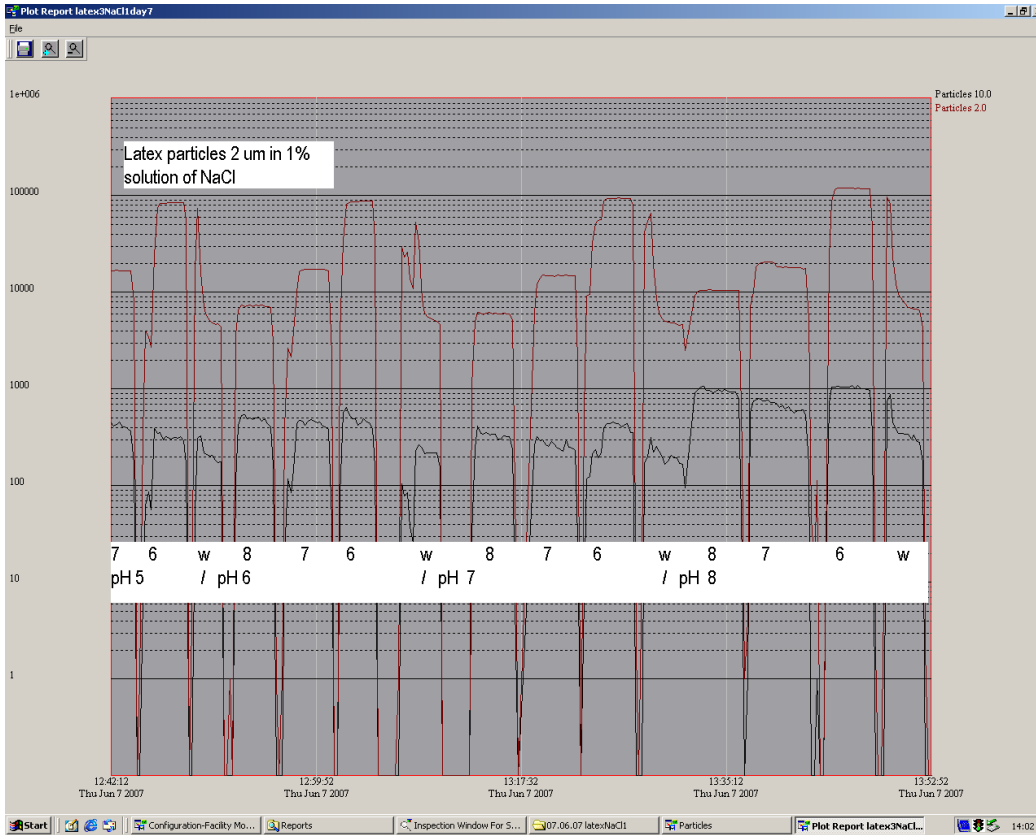 Plot Report latex3NaCl1day7
File
1e+006
100000
10000
1000
100
10
1
Particles 10.0
Particles 2.0
Latex particles 2 um in 1%
solution of NaCl
7 6 w 8 7 6 w 8 7 6 w 8 7 6 w
pH 5 / pH 6 / pH 7 / pH 8
12:42:12 12:59:52 13:17:32 13:35:12 13:52:52
Thu Jun 7 2007 Thu Jun 7 2007 Thu Jun 7 2007 Thu Jun 7 2007 Thu Jun 7 2007
Start Configuration-Facility Mo... Reports Inspection Window For S... 07.06.07 latexNaCl1 Particles Plot Report latex3NaCl... 14:02